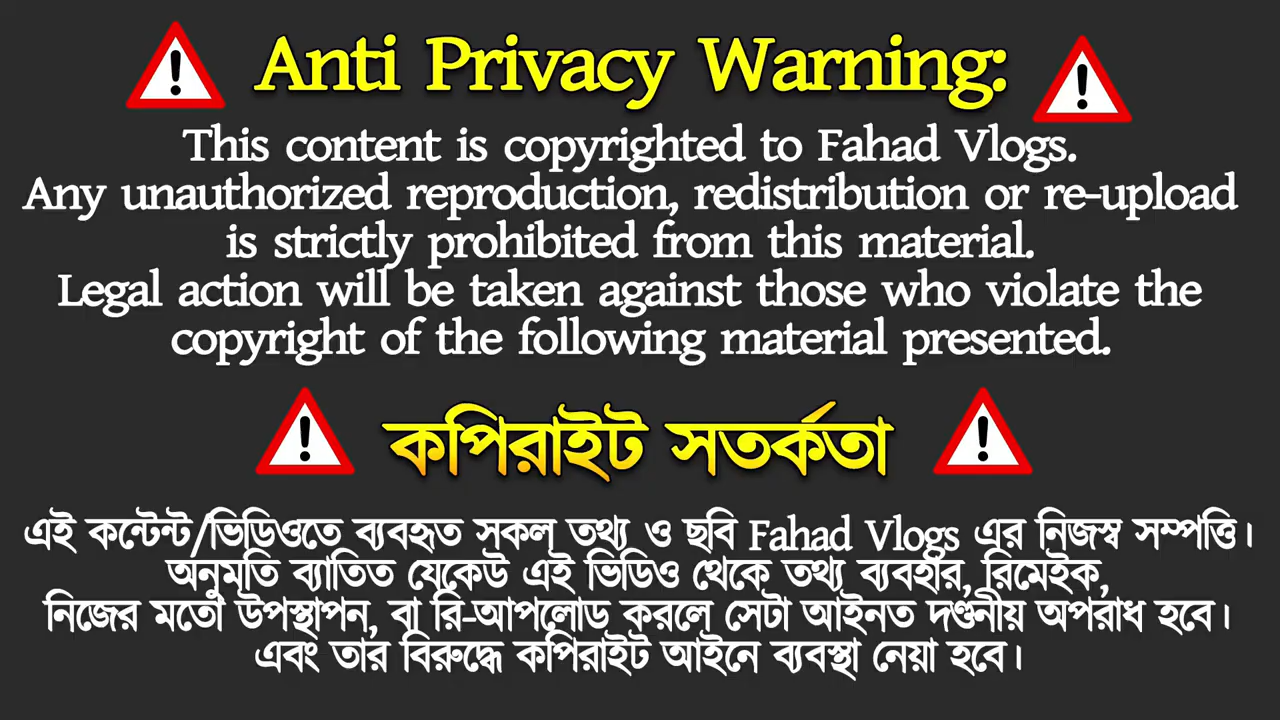 Anti Privacy Warning:
This content is copyrighted to Fahad Vlogs.
Any unauthorized reproduction, redistribution or re-upload
is strictly prohibited from this material.
Legal action will be taken against those who violate the
copyright of the following material presented.
কপিরাইট সতর্কতা
এই কন্টেন্ট/ভিডিওতে ব্যবহৃত সকল তথ্য ও ছবি Fahad Vlogs এর নিজস্ব সম্পত্তি।
অনুমতি ব্যাতিত যেকেউ এই ভিডিও থেকে তথ্য ব্যবহার, রিমেইক,
নিজের মতো উপস্থাপন, বা রি-আপলোড করলে সেটা আইনত দণ্ডনীয় অপরাধ হবে।
এবং তার বিরুদ্ধে কপিরাইট আইনে ব্যবস্থা নেয়া হবে।